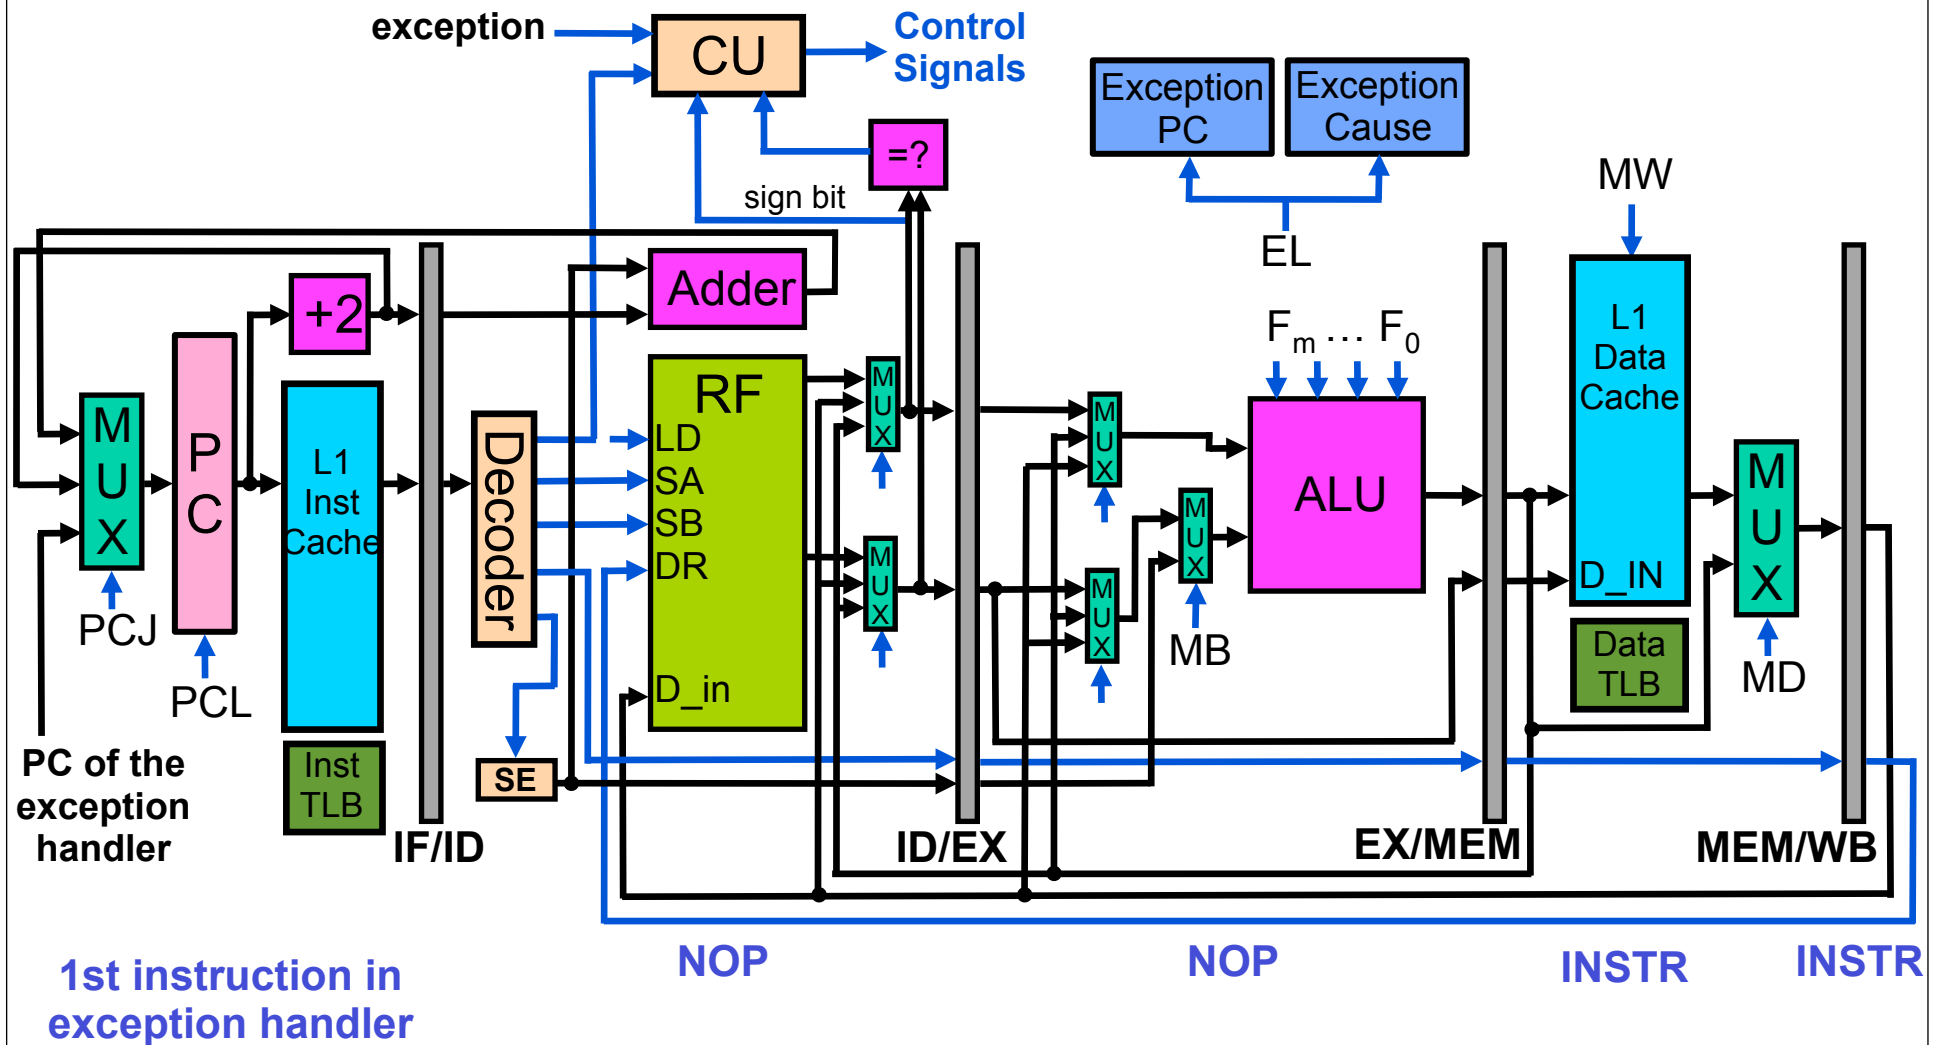 exception
CU
Control
Signals
Exception
PC
Exception
Cause
=?
sign bit
MW
EL
+2
Adder
L1
Data
Cache
D_IN
F_m … F_0
M
U
X
PC
L1
Inst
Cache
Decoder
RF
LD
SA
SB
DR
D_in
M
U
X
M
U
X
M
U
X
M
U
X
M
U
X
ALU
M
U
X
PCJ
PCL
MB
MD
Data
TLB
PC of the
exception
handler
Inst
TLB
SE
IF/ID
ID/EX
EX/MEM
MEM/WB
1st instruction in
exception handler
NOP
NOP
INSTR
INSTR